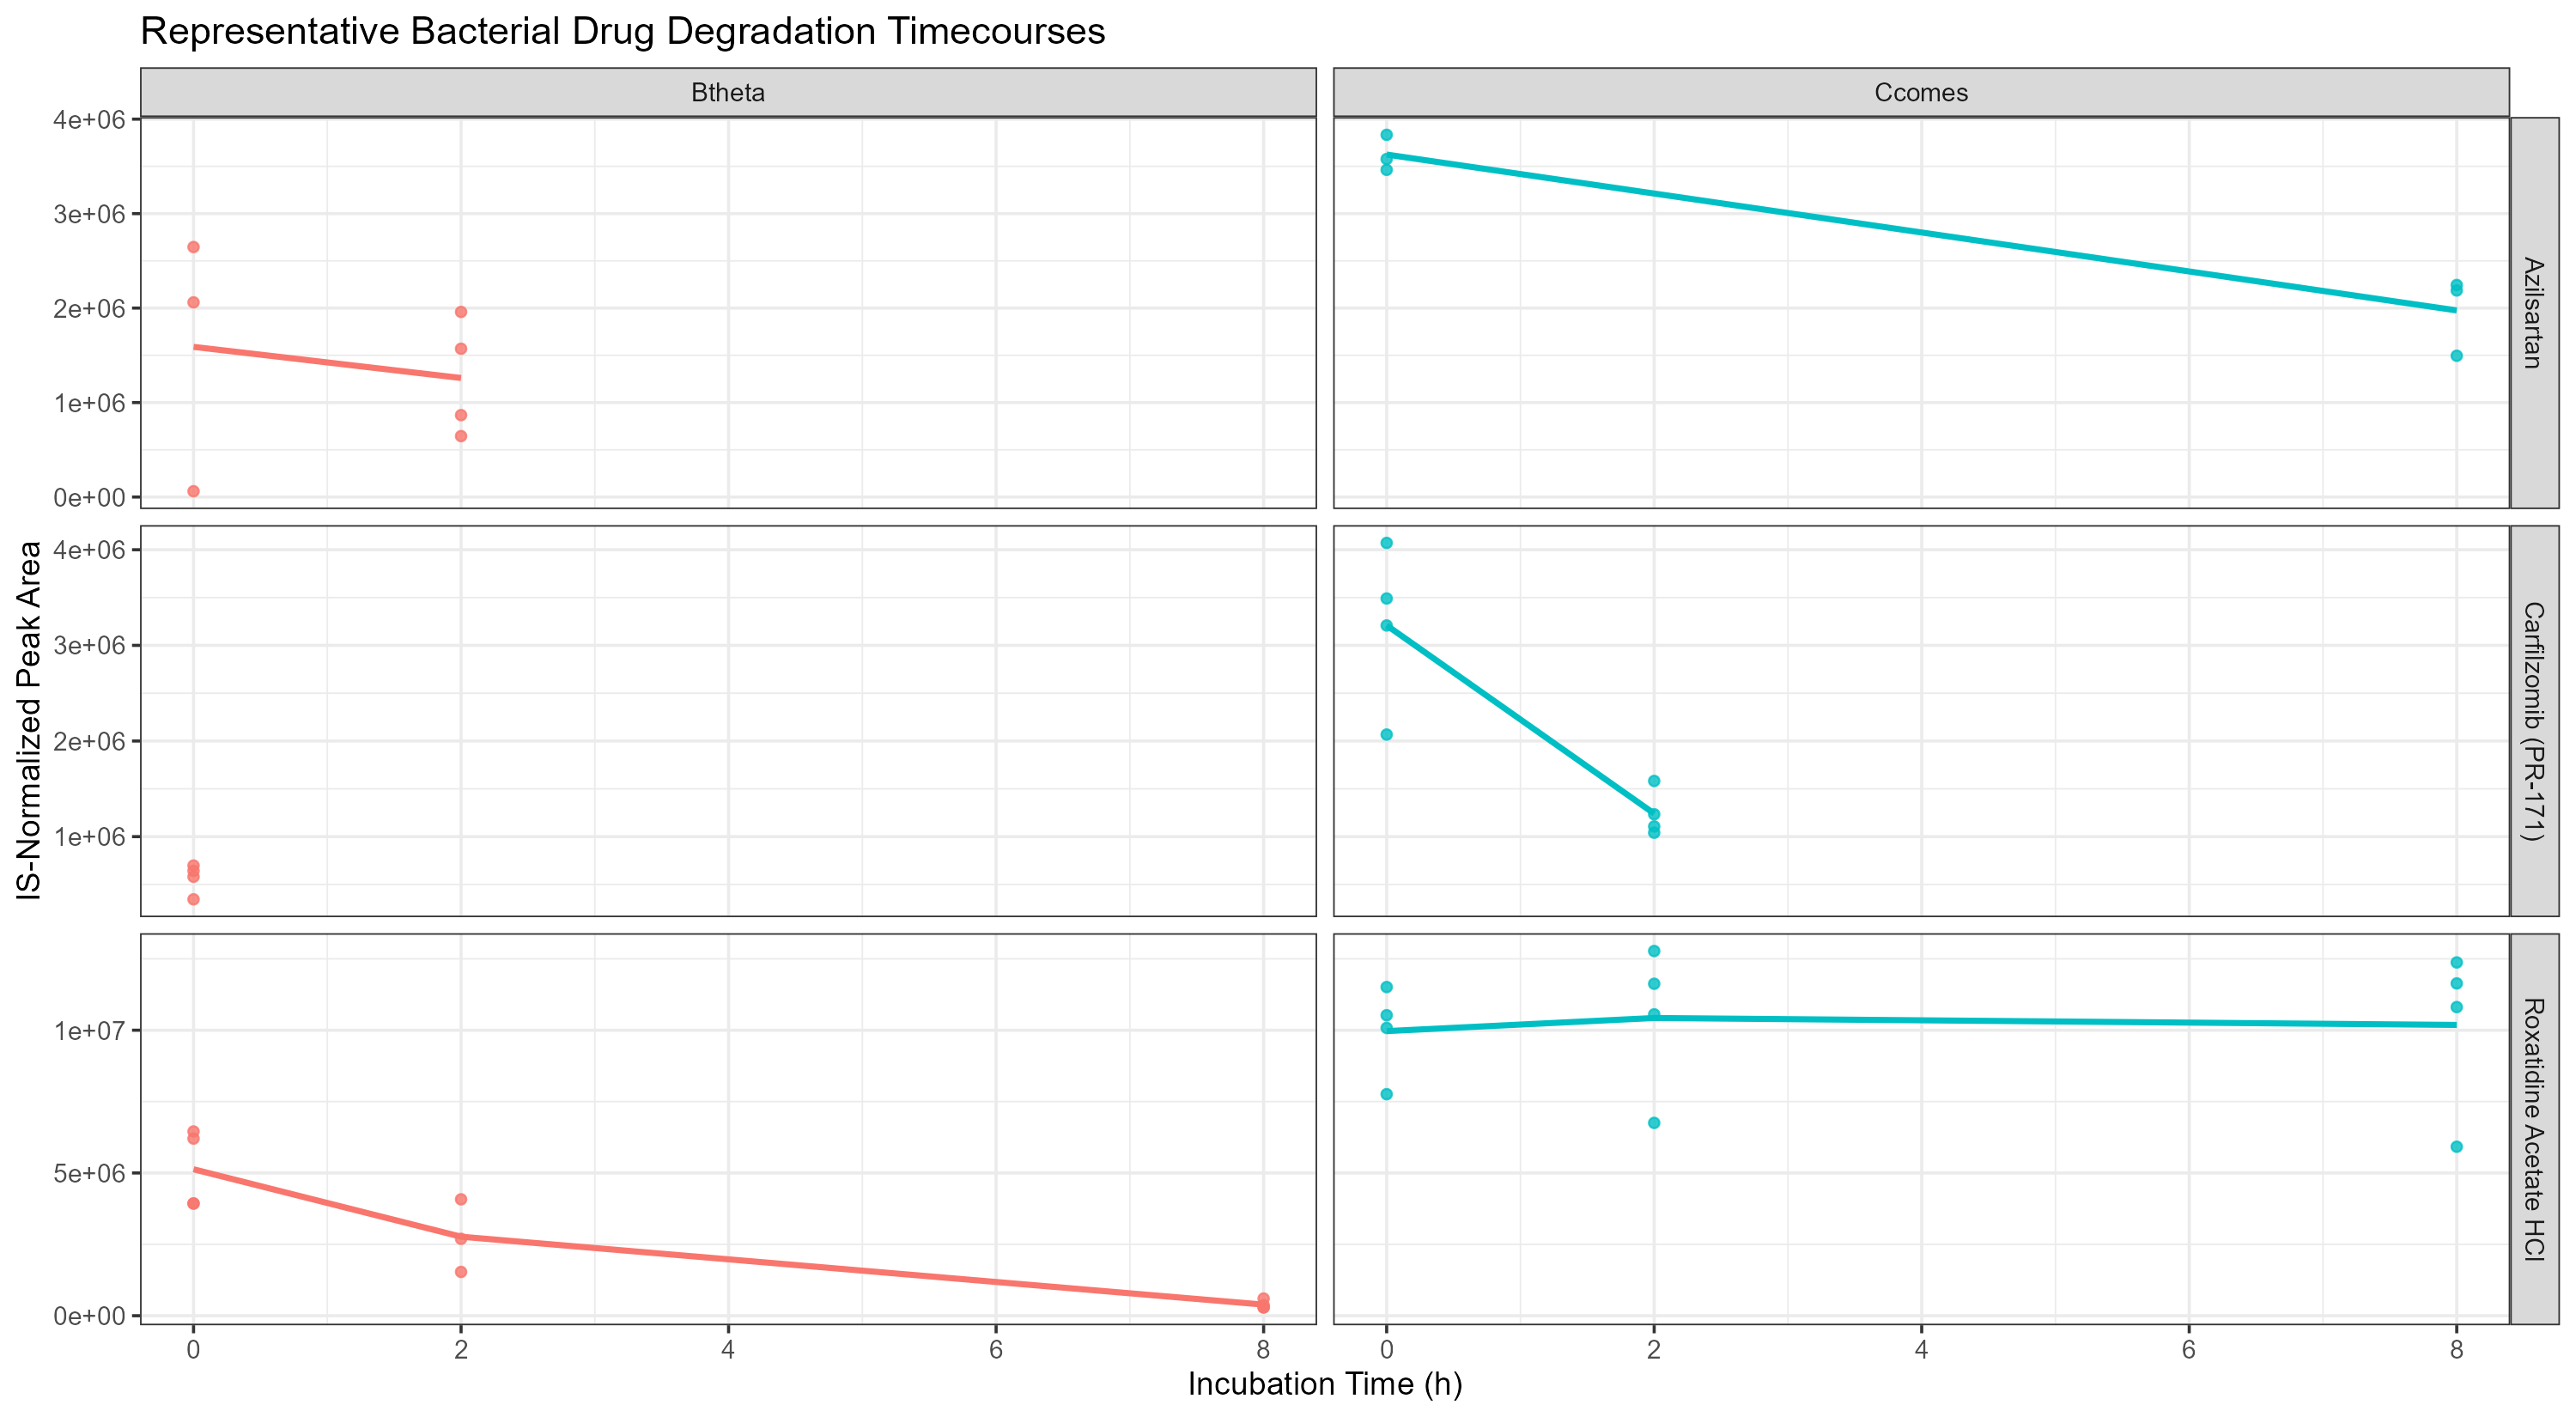 Representative Bacterial Drug Degradation Timecourses
Btheta
Ccomes
4e+06
3e+06
2e+06
1e+06
0e+00
Azilsartan
4e+06
3e+06
2e+06
1e+06
Carfilzomib (PR-171)
1e+07
5e+06
0e+00
Roxatidine Acetate HCl
IS-Normalized Peak Area
0 2 4 6 8 0 2 4 6 8
Incubation Time (h)